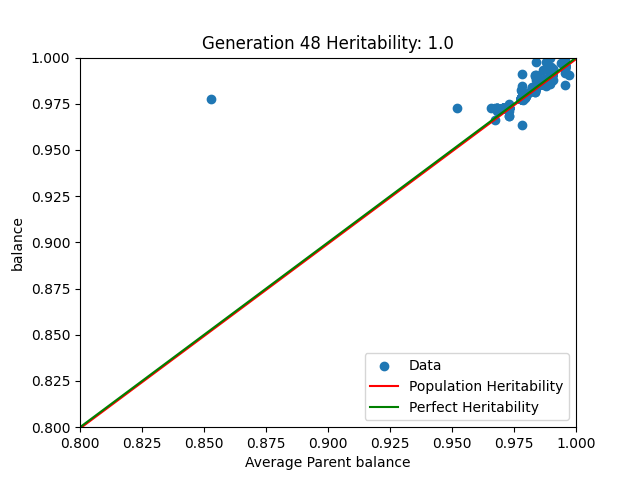 Generation 48 Heritability: 1.0
1.000
0.975
0.950
0.925
0.900
0.875
0.850
0.825
0.800
balance
0.800 0.825 0.850 0.875 0.900 0.925 0.950 0.975 1.000
Average Parent balance
Data
Population Heritability
Perfect Heritability